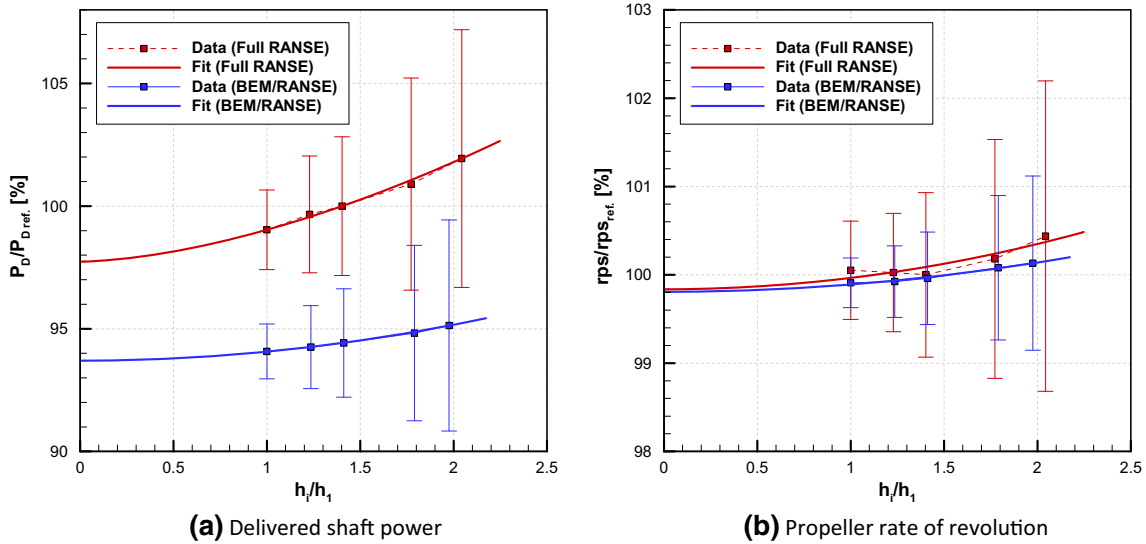 P_D/P_D ref. [%]
105
100
95
90
Data (Full RANSE)
Fit (Full RANSE)
Data (BEM/RANSE)
Fit (BEM/RANSE)
0
0.5
1
1.5
2
2.5
h_i/h_1
(a) Delivered shaft power
rps/rps_ref. [%]
103
102
101
100
99
98
Data (Full RANSE)
Fit (Full RANSE)
Data (BEM/RANSE)
Fit (BEM/RANSE)
0
0.5
1
1.5
2
2.5
h_i/h_1
(b) Propeller rate of revolution